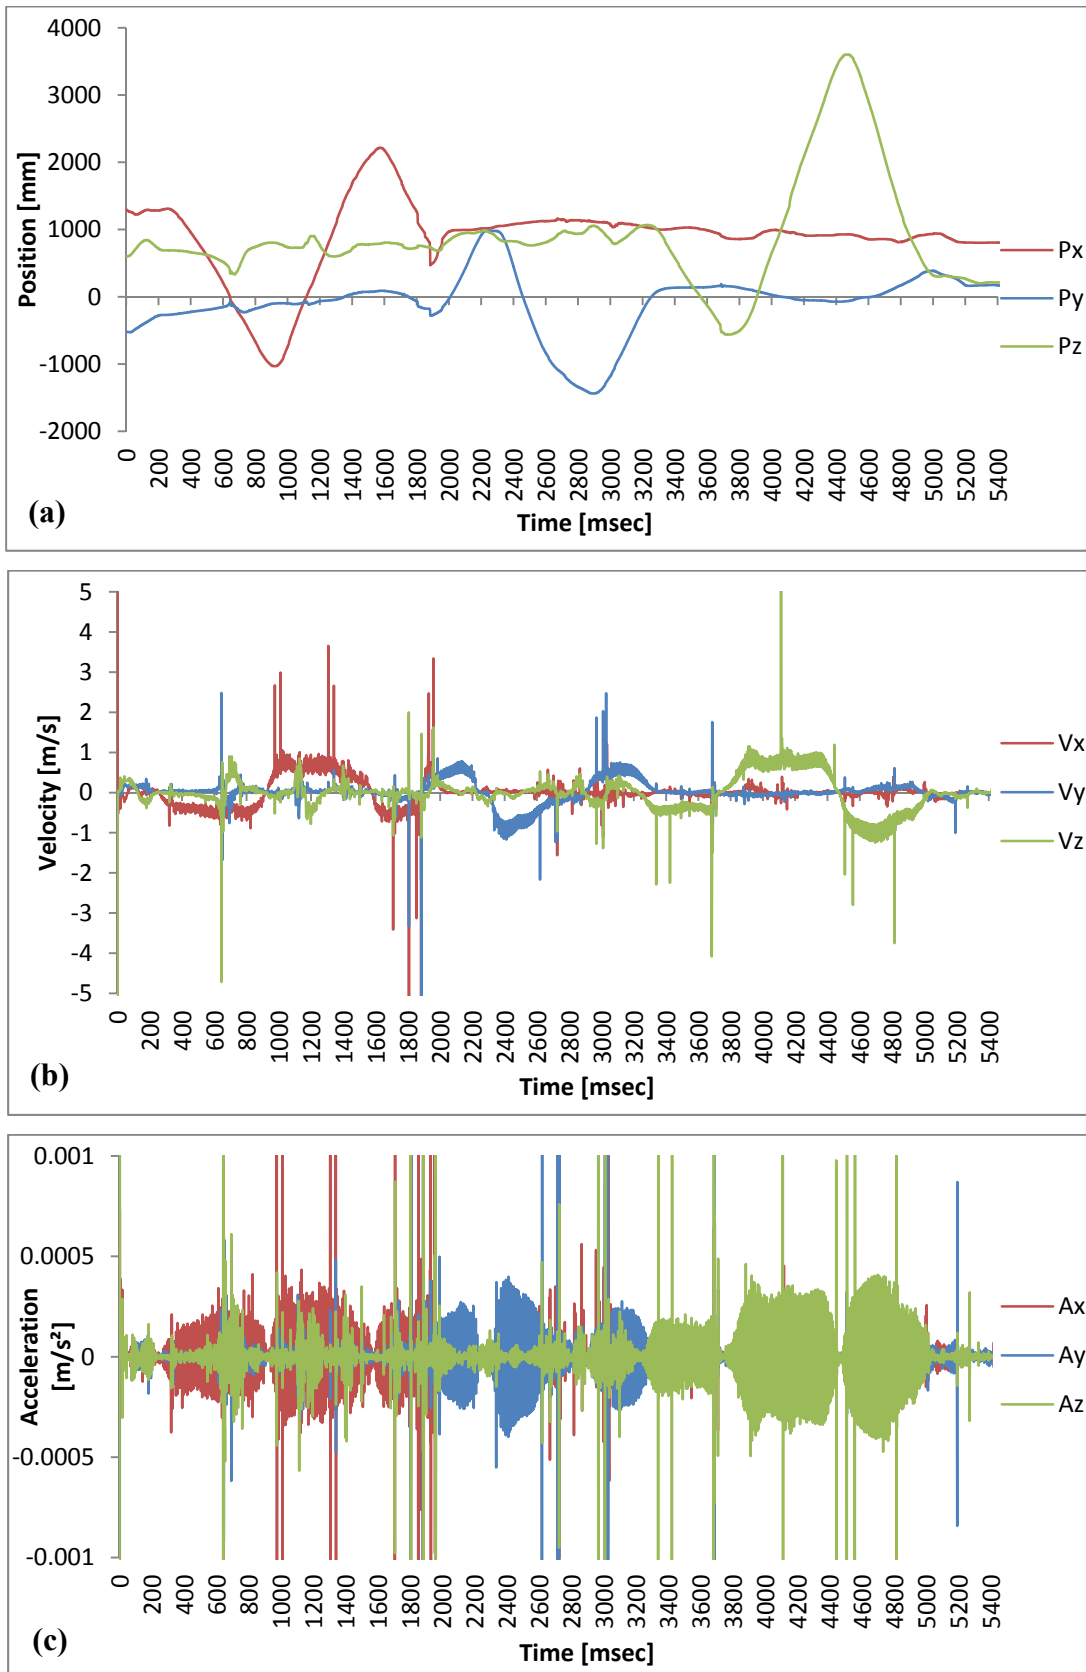 4000
3000
2000
1000
0
-1000
-2000
Position [mm]
0 200 400 600 800 1000 1200 1400 1600 1800 2000 2200 2400 2600 2800 3000 3200 3400 3600 3800 4000 4200 4400 4600 4800 5000 5200 5400
Time [msec]
Px
Py
Pz
(a)
5
4
3
2
1
0
-1
-2
-3
-4
-5
Velocity [m/s]
0 200 400 600 800 1000 1200 1400 1600 1800 2000 2200 2400 2600 2800 3000 3200 3400 3600 3800 4000 4200 4400 4600 4800 5000 5200 5400
Time [msec]
Vx
Vy
Vz
(b)
0.001
0.0005
0
-0.0005
-0.001
Acceleration
[m/s²]
0 200 400 600 800 1000 1200 1400 1600 1800 2000 2200 2400 2600 2800 3000 3200 3400 3600 3800 4000 4200 4400 4600 4800 5000 5200 5400
Time [msec]
Ax
Ay
Az
(c)